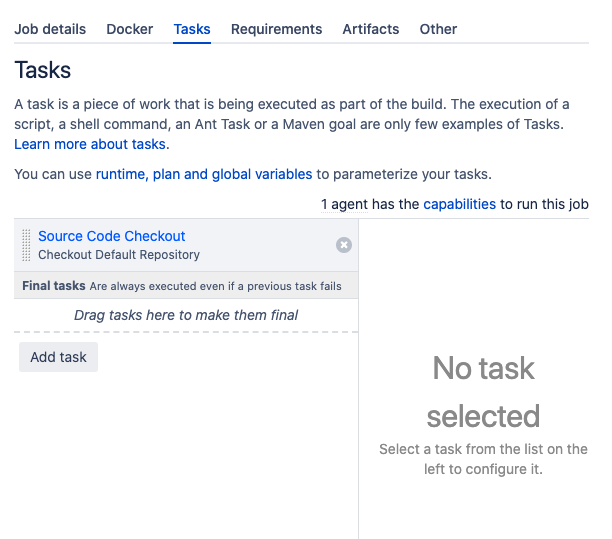 Job details Docker Tasks Requirements Artifacts Other
Tasks
A task is a piece of work that is being executed as part of the build. The execution of a
script, a shell command, an Ant Task or a Maven goal are only few examples of Tasks.
Learn more about tasks.
You can use runtime, plan and global variables to parameterize your tasks.
1 agent has the capabilities to run this job
Source Code Checkout
Checkout Default Repository
Final tasks Are always executed even if a previous task fails
Drag tasks here to make them final
Add task
No task
selected
Select a task from the list on the
left to configure it.